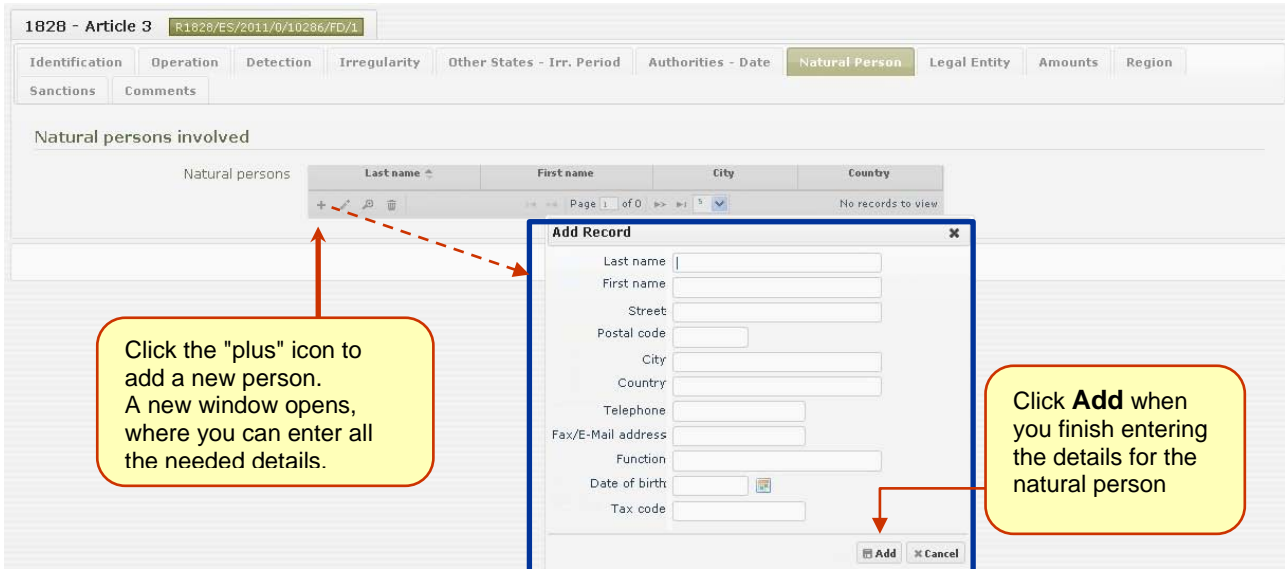 1828 - Article 3 R1828/ES/2011/0/10286/FD/1
Identification Operation Detection Irregularity Other States - Irr. Period Authorities - Date Natural Person Legal Entity Amounts Region
Sanctions Comments
Natural persons involved
Natural persons Last name First name City Country
Page 1 of 0 5 No records to view
Add Record
Last name
First name
Street
Postal code
City
Country
Telephone
Fax/E-Mail address
Function
Date of birth
Tax code
Add Cancel
Click the "plus" icon to
add a new person.
A new window opens,
where you can enter all
the needed details.
Click Add when
you finish entering
the details for the
natural person